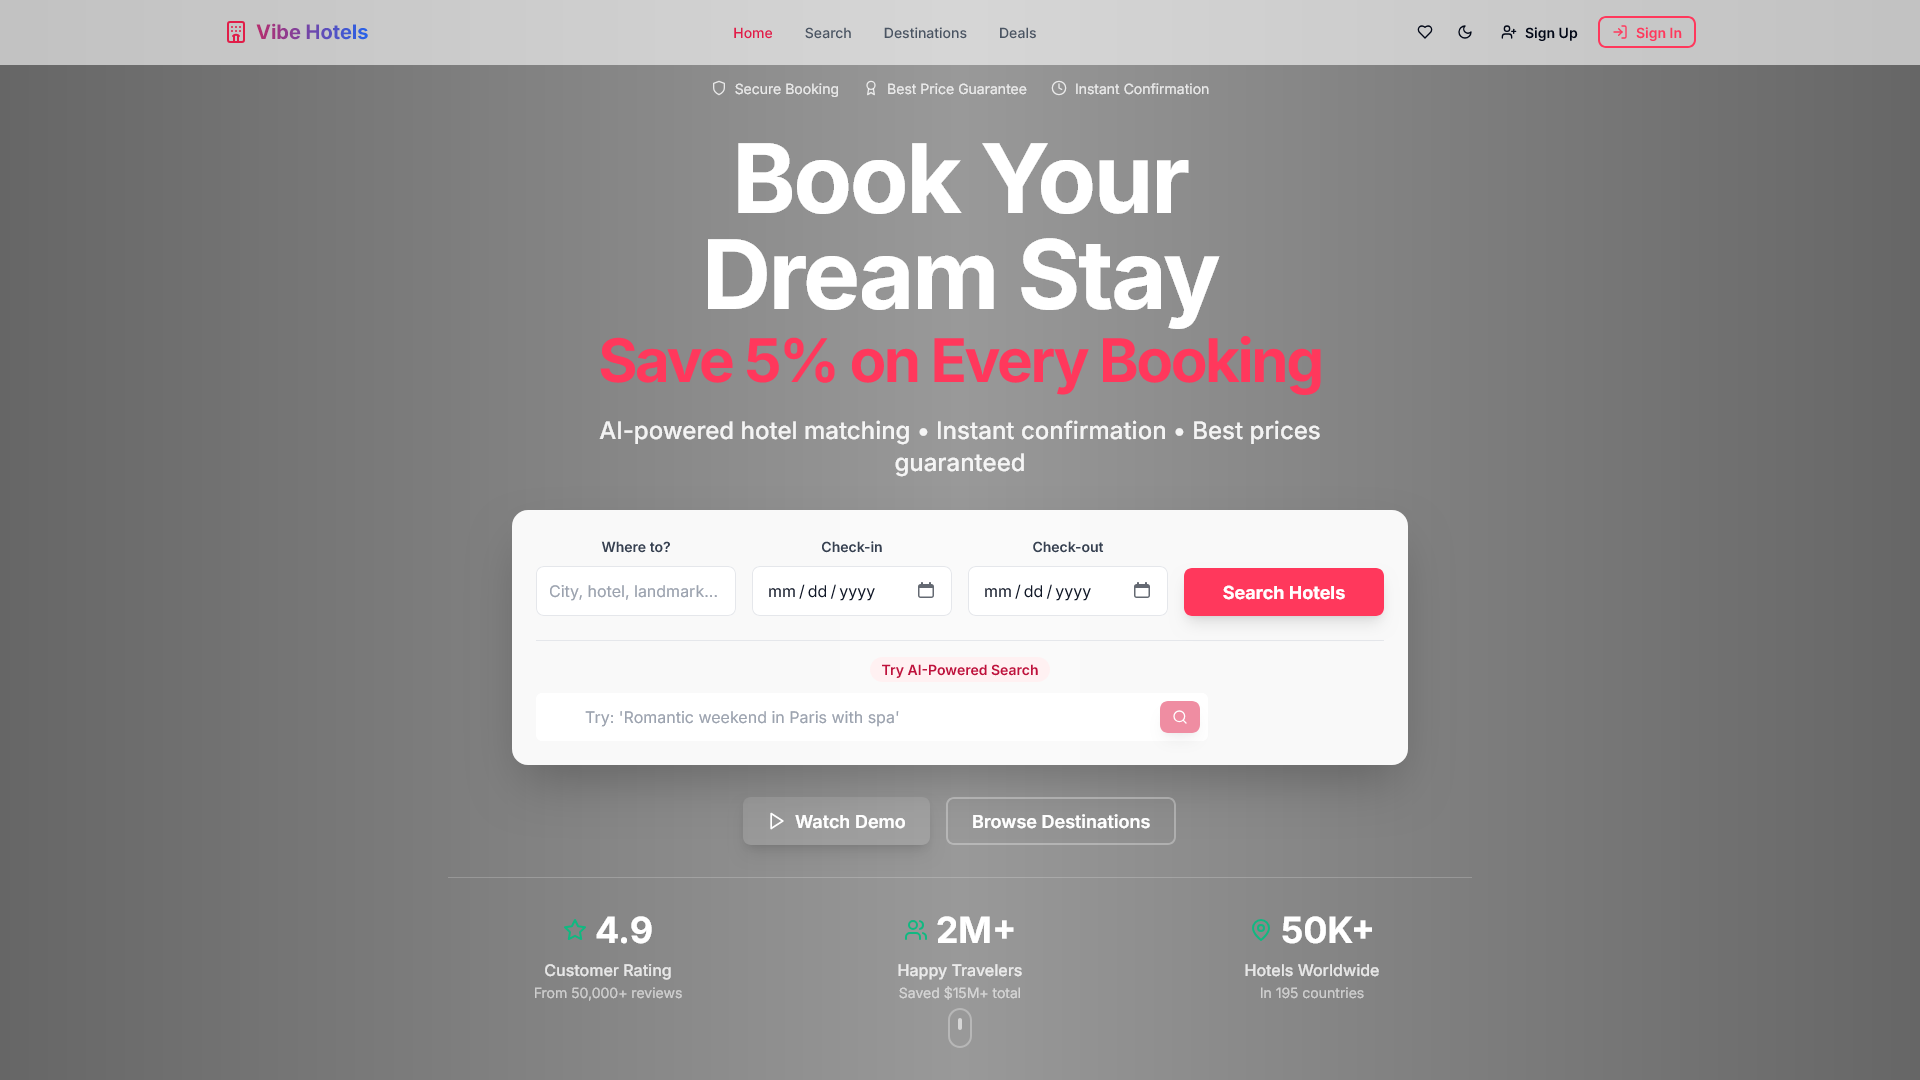 Vibe Hotels
Home Search Destinations Deals
Sign Up
Sign In
Secure Booking Best Price Guarantee Instant Confirmation
Book Your
Dream Stay
Save 5% on Every Booking
AI-powered hotel matching • Instant confirmation • Best prices
guaranteed
Where to? Check-in Check-out
City, hotel, landmark... mm/dd/yyyy mm/dd/yyyy Search Hotels
Try AI-Powered Search
Try: 'Romantic weekend in Paris with spa'
Watch Demo Browse Destinations
4.9 2M+ 50K+
Customer Rating Happy Travelers Hotels Worldwide
From 50,000+ reviews Saved $15M+ total In 195 countries